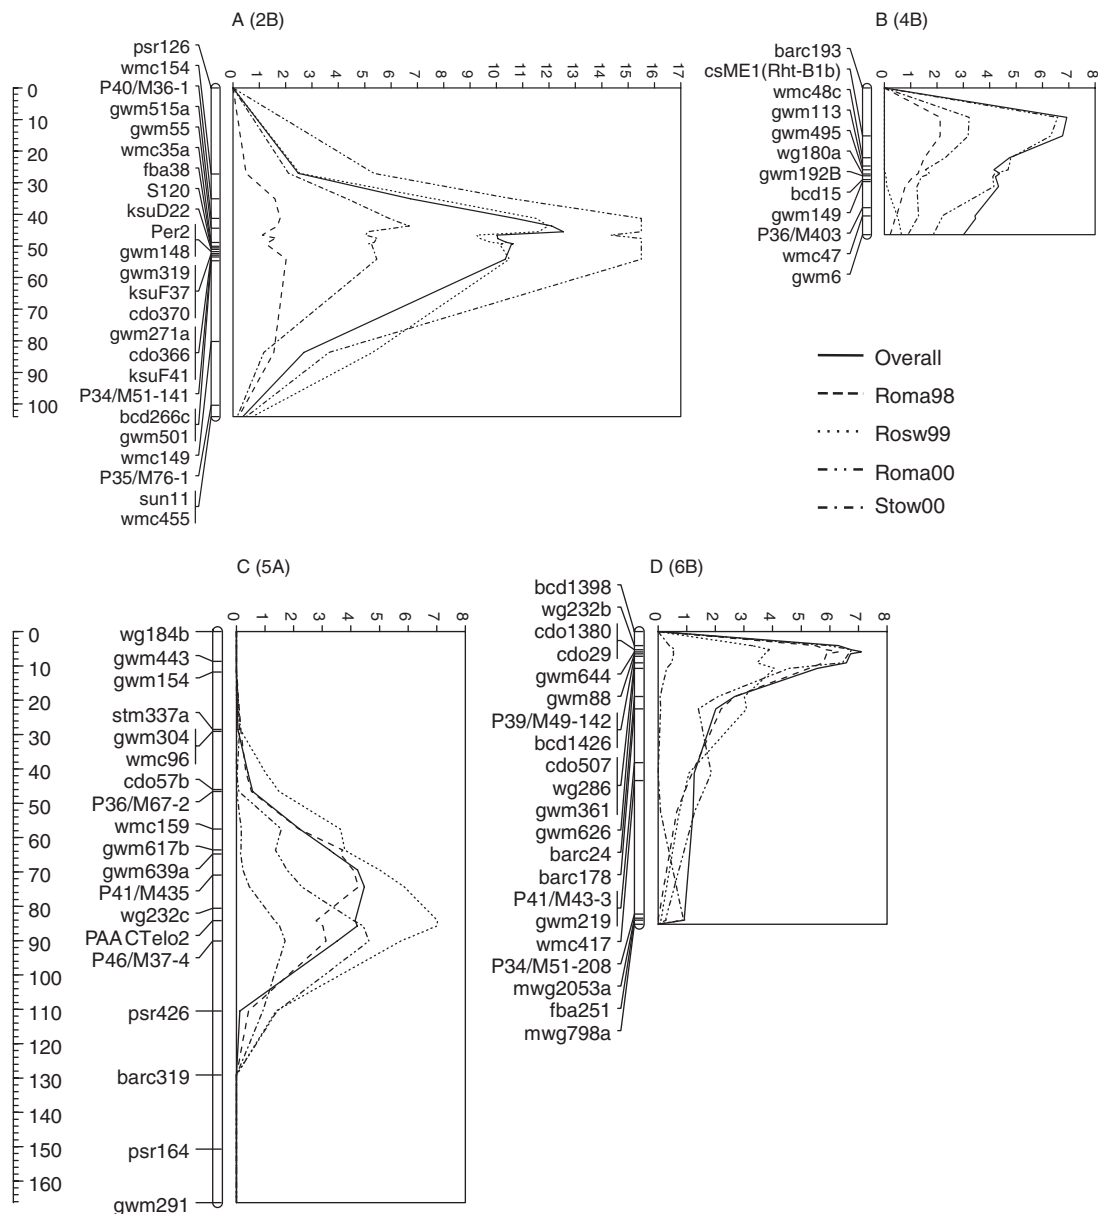 A (2B)
0 1 2 3 4 5 6 7 8 9 10 11 12 13 14 15 16 17
0
10
20
30
40
50
60
70
80
90
100
psr126
wmc154
P40/M36-1
gwm515a
gwm55
wmc35a
fba38
S120
ksuD22
Per2
gwm148
gwm319
ksuF37
cdo370
gwm271a
cdo366
ksuF41
P34/M51-141
bcd266c
gwm501
wmc149
P35/M76-1
sun11
wmc455
B (4B)
0 1 2 3 4 5 6 7 8
barc193
csME1(Rht-B1b)
wmc48c
gwm113
gwm495
wg180a
gwm192B
bcd15
gwm149
P36/M403
wmc47
gwm6
Overall
Roma98
Rosw99
Roma00
Stow00
C (5A)
0 1 2 3 4 5 6 7 8
0
10
20
30
40
50
60
70
80
90
100
110
120
130
140
150
160
wg184b
gwm443
gwm154
stm337a
gwm304
wmc96
cdo57b
P36/M67-2
wmc159
gwm617b
gwm639a
P41/M435
wg232c
PAACTelo2
P46/M37-4
psr426
barc319
psr164
gwm291
D (6B)
0 1 2 3 4 5 6 7 8
bcd1398
wg232b
cdo1380
cdo29
gwm644
gwm88
P39/M49-142
bcd1426
cdo507
wg286
gwm361
gwm626
barc24
barc178
P41/M43-3
gwm219
wmc417
P34/M51-208
mwg2053a
fba251
mwg798a